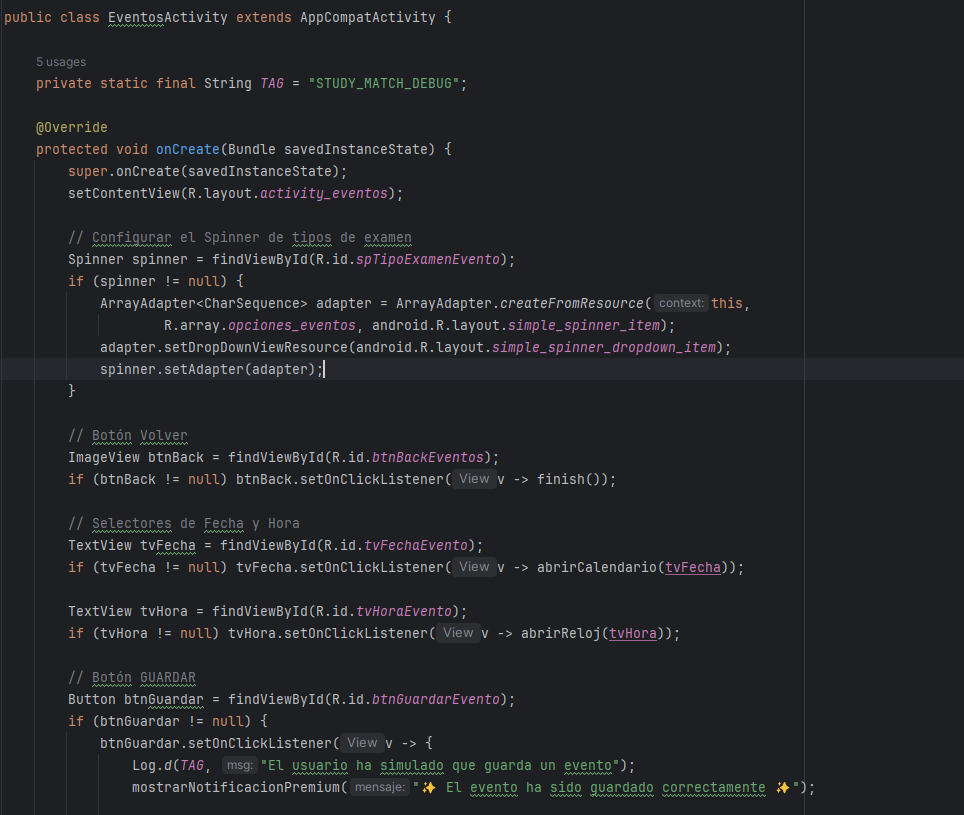 public class EventosActivity extends AppCompatActivity {
5 usages
private static final String TAG = "STUDY_MATCH_DEBUG";
@Override
protected void onCreate(Bundle savedInstanceState) {
super.onCreate(savedInstanceState);
setContentView(R.layout.activity_eventos);
// Configurar el Spinner de tipos de examen
Spinner spinner = findViewById(R.id.spTipoExamenEvento);
if (spinner != null) {
ArrayAdapter<CharSequence> adapter = ArrayAdapter.createFromResource( context: this,
R.array.opciones_eventos, android.R.layout.simple_spinner_item);
adapter.setDropDownViewResource(android.R.layout.simple_spinner_dropdown_item);
spinner.setAdapter(adapter);
}
// Botón Volver
ImageView btnBack = findViewById(R.id.btnBackEventos);
if (btnBack != null) btnBack.setOnClickListener( View v -> finish());
// Selectores de Fecha y Hora
TextView tvFecha = findViewById(R.id.tvFechaEvento);
if (tvFecha != null) tvFecha.setOnClickListener( View v -> abrirCalendario(tvFecha));
TextView tvHora = findViewById(R.id.tvHoraEvento);
if (tvHora != null) tvHora.setOnClickListener( View v -> abrirReloj(tvHora));
// Botón GUARDAR
Button btnGuardar = findViewById(R.id.btnGuardarEvento);
if (btnGuardar != null) {
btnGuardar.setOnClickListener( View v -> {
Log.d(TAG, msg: "El usuario ha simulado que guarda un evento");
mostrarNotificacionPremium( mensaje: "✨ El evento ha sido guardado correctamente ✨");